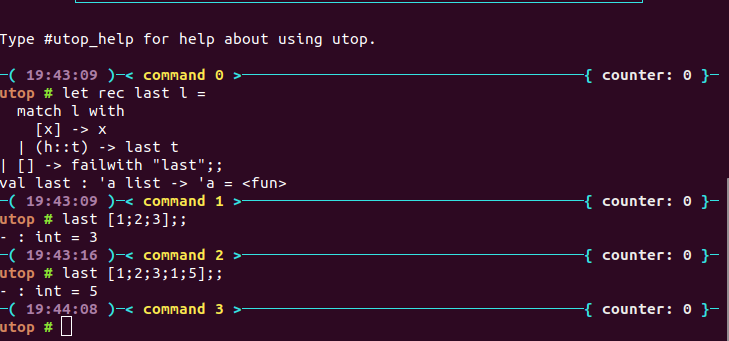 Type #utop_help for help about using utop.
─( 19:43:09 )─< command 0 >──────────────────────────────────────{ counter: 0 }─
utop # let rec last l =
  match l with
    [x] -> x
  | (h::t) -> last t
| [] -> failwith "last";;
val last : 'a list -> 'a = <fun>
─( 19:43:09 )─< command 1 >──────────────────────────────────────{ counter: 0 }─
utop # last [1;2;3];;
- : int = 3
─( 19:43:16 )─< command 2 >──────────────────────────────────────{ counter: 0 }─
utop # last [1;2;3;1;5];;
- : int = 5
─( 19:44:08 )─< command 3 >──────────────────────────────────────{ counter: 0 }─
utop #